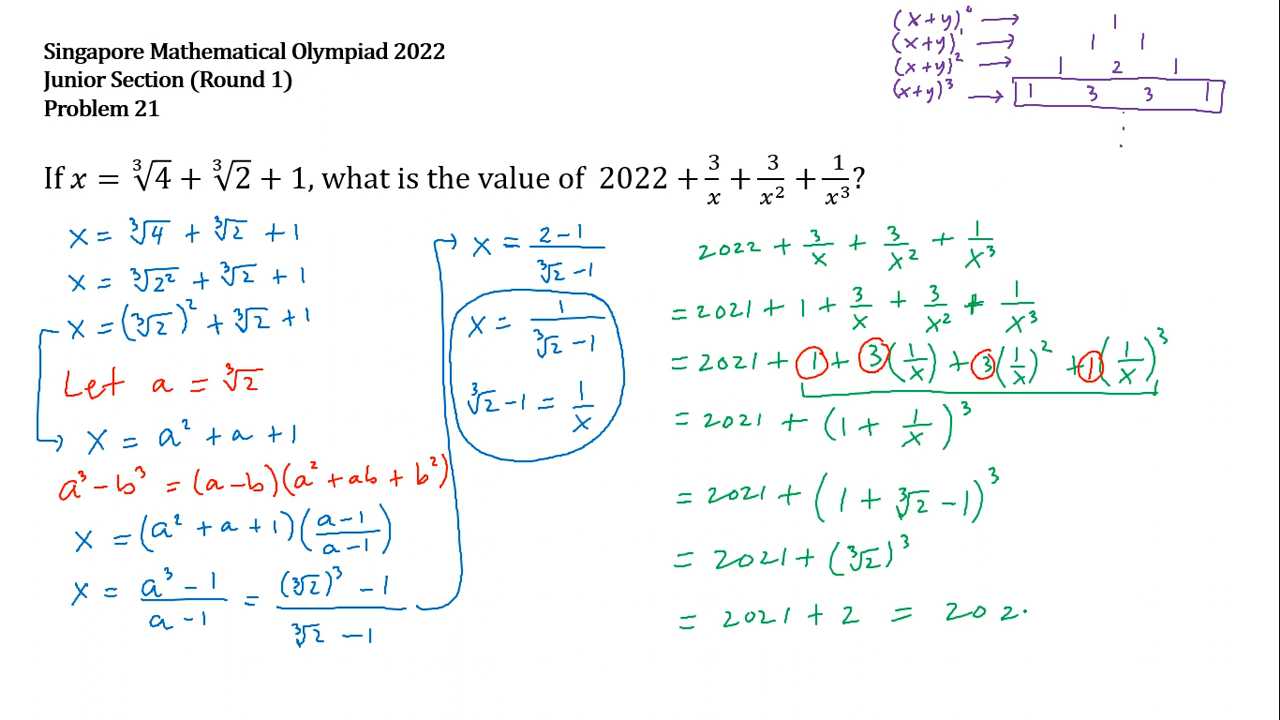 Singapore Mathematical Olympiad 2022
Junior Section (Round 1)
Problem 21
(x+y)⁰ → 1
(x+y)¹ → 1 1
(x+y)² → 1 2 1
(x+y)³ → 1 3 3 1
⋮
If x = ∛4 + ∛2 + 1, what is the value of 2022 + 3/x + 3/x² + 1/x³?
x = ∛4 + ∛2 + 1
x = ∛2² + ∛2 + 1
x = (∛2)² + ∛2 + 1
Let a = ∛2
x = a² + a + 1
a³ - b³ = (a-b)(a² + ab + b²)
x = (a² + a + 1)((a-1)/(a-1))
x = (a³ - 1)/(a - 1) = ((∛2)³ - 1)/(∛2 - 1)
→ x = (2-1)/(∛2 - 1)
x = 1/(∛2 - 1)
∛2 - 1 = 1/x
2022 + 3/x + 3/x² + 1/x³
= 2021 + 1 + 3/x + 3/x² + 1/x³
= 2021 + 1 + 3(1/x) + 3(1/x)² + 1(1/x)³
= 2021 + (1 + 1/x)³
= 2021 + (1 + ∛2 - 1)³
= 2021 + (∛2)³
= 2021 + 2 = 202